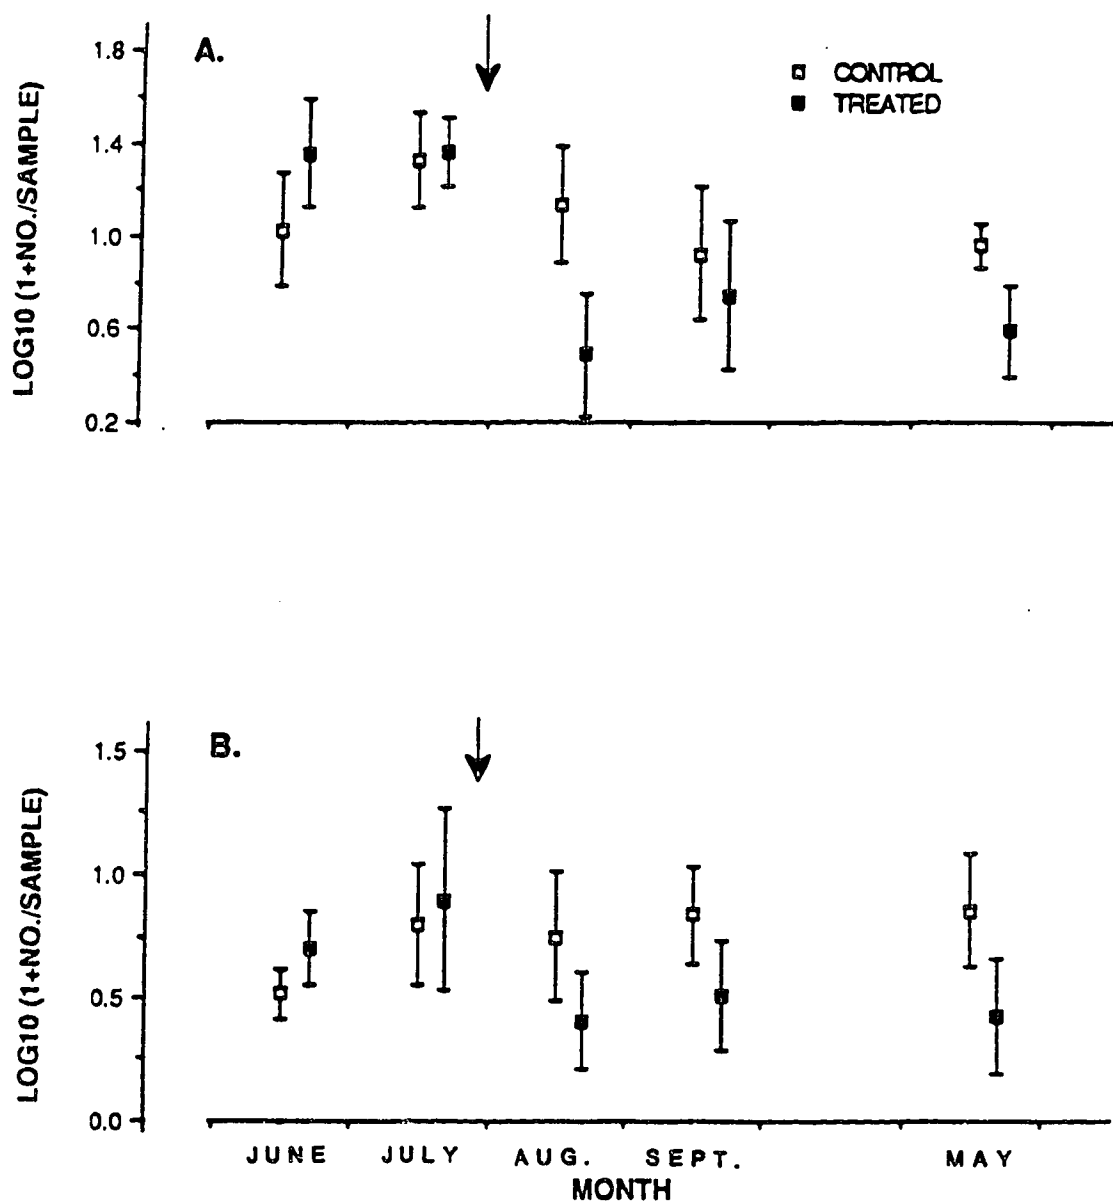 A.
CONTROL
TREATED
LOG10 (1+NO./SAMPLE)
1.8
1.4
1.0
0.6
0.2
B.
LOG10 (1+NO./SAMPLE)
1.5
1.0
0.5
0.0
JUNE JULY AUG. SEPT. MAY
MONTH